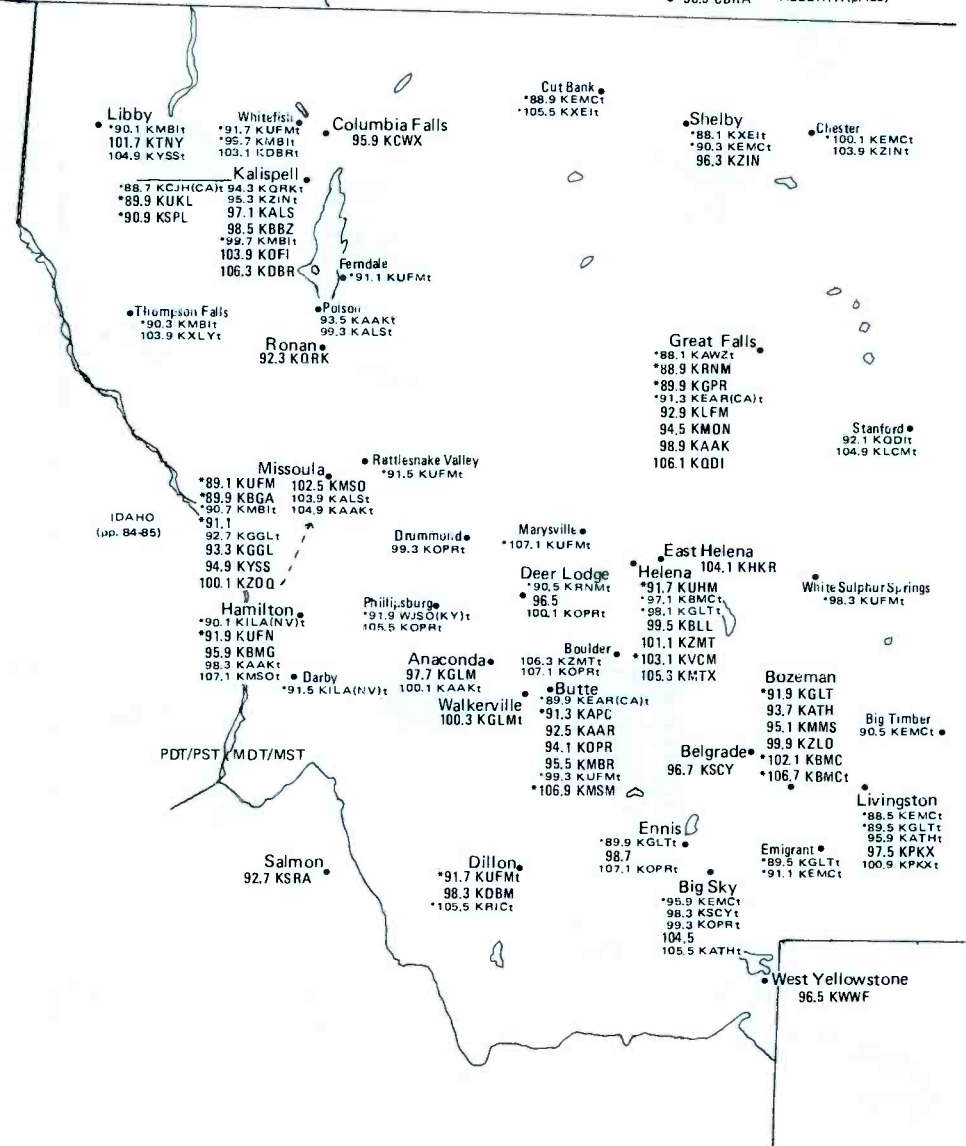 Libby
*90.1 KMBIt
101.7 KTNY
104.9 KYSSt
Whitefish
*91.7 KUFMt
*99.7 KMBIt
103.1 KDBRt
Columbia Falls
95.9 KCWX
Cut Bank
*88.9 KEMCt
*105.5 KXEIt
Shelby
*88.1 KXEIt
*90.3 KEMCt
96.3 KZIN
Chester
*100.1 KEMCt
103.9 KZINt
Kalispell
*88.7 KCJH(CA)t
*89.9 KUKL
*90.9 KSPL
94.3 KQRKt
95.3 KZINt
97.1 KALS
98.5 KBBZ
*99.7 KMBIt
103.9 KOFI
106.3 KDBR
Ferndale
*91.1 KUFMt
Thompson Falls
*90.3 KMBIt
103.9 KXLYt
Polson
93.5 KAAKt
99.3 KALSt
Ronan
92.3 KQRK
Great Falls
*88.1 KAWZt
*88.9 KRNM
*89.9 KGPR
*91.3 KEAR(CA)t
92.9 KLFM
94.5 KMON
98.9 KAAK
106.1 KQDI
Stanford
92.1 KQDIt
104.9 KLCMt
Missoula
*89.1 KUFM
*89.9 KBGA
*90.7 KMBIt
*91.1
92.7 KGGLt
93.3 KGGL
94.9 KYSS
100.1 KZOQ
102.5 KMSO
103.9 KALSt
104.9 KAAKt
Rattlesnake Valley
*91.5 KUFMt
IDAHO
(pp. 84-85)
Drummond
99.3 KOPRt
Marysville
*107.1 KUFMt
East Helena
104.1 KHKR
Deer Lodge
*90.5 KRNMt
96.5
100.1 KOPRt
Helena
*91.7 KUHM
*97.1 KBMCt
*98.1 KGLTt
99.5 KBLL
101.1 KZMT
*103.1 KVCM
105.3 KMTX
White Sulphur Springs
*98.3 KUFMt
Hamilton
*90.1 KILA(NV)t
*91.9 KUFN
95.9 KBMG
98.3 KAAKt
107.1 KMSOt
Phillipsburg
*91.9 WJSO(KY)t
105.5 KOPRt
Darby
*91.5 KILA(NV)t
Anaconda
97.7 KGLM
100.1 KAAKt
Boulder
106.3 KZMTt
107.1 KOPRt
Walkerville
100.3 KGLMt
Butte
*89.9 KEAR(CA)t
*91.3 KAPC
92.5 KAAR
94.1 KOPR
95.5 KMBR
*99.3 KUFMt
*106.9 KMSM
Bozeman
*91.9 KGLT
93.7 KATH
95.1 KMMS
99.9 KZLO
*102.1 KBMC
*106.7 KBMCt
Big Timber
90.5 KEMCt
Belgrade
96.7 KSCY
PDT/PST MDT/MST
Livingston
*88.5 KEMCt
*89.5 KGLTt
95.9 KATHt
97.5 KPKX
100.9 KPKXt
Ennis
*89.9 KGLTt
98.7
107.1 KOPRt
Emigrant
*89.5 KGLTt
*91.1 KEMCt
Salmon
92.7 KSRA
Dillon
*91.7 KUFMt
98.3 KDBM
*105.5 KRICt
Big Sky
*95.9 KEMCt
98.3 KSCYt
99.3 KOPRt
104.5
105.5 KATHt
West Yellowstone
96.5 KWWF